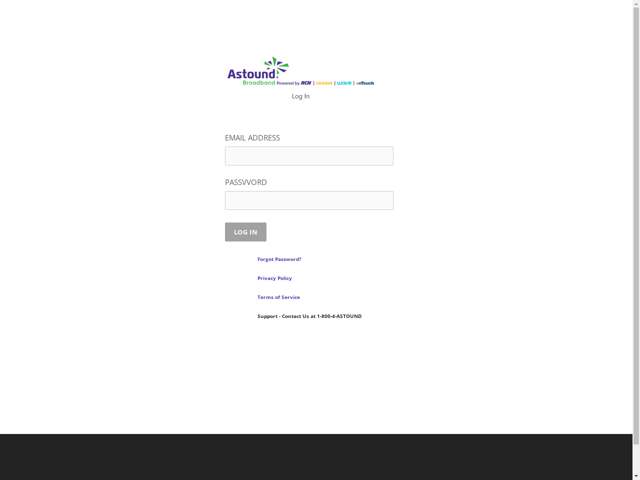 Astound
Broadband Powered by RCN | GRANDE | WAVE | enTouch
Log In
EMAIL ADDRESS
PASSVVORD
LOG IN
Forgot Password?
Privacy Policy
Terms of Service
Support - Contact Us at 1-800-4-ASTOUND